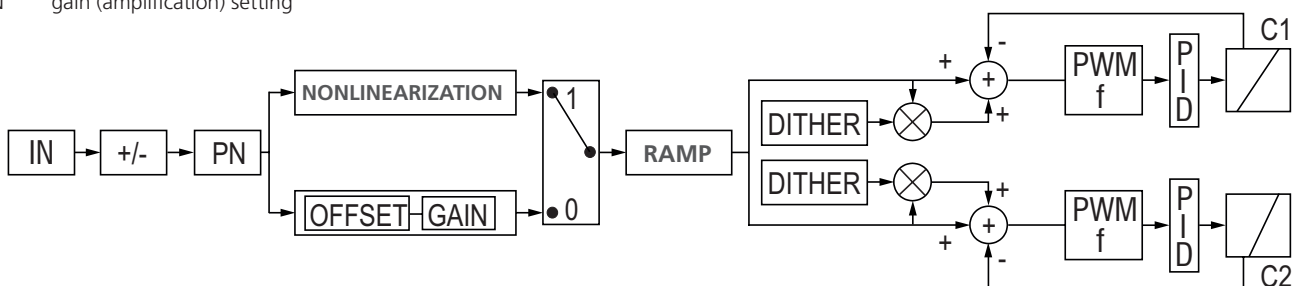 gain (amplification) setting
C1
-
+
+
PWM
f
P
I
D
NONLINEARIZATION
1
DITHER
+
IN
+/-
PN
RAMP
DITHER
OFFSET
GAIN
0
+
+
+
-
PWM
f
P
I
D
C2